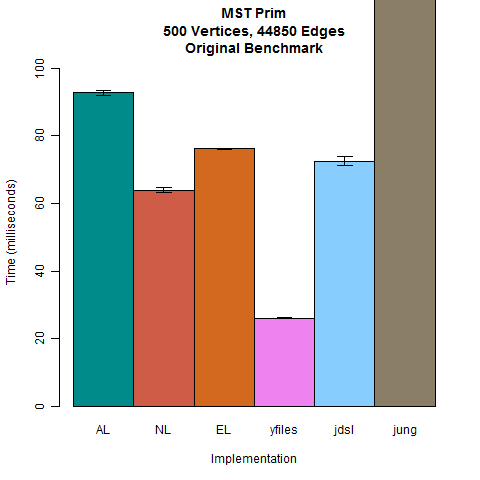 MST Prim
500 Vertices, 44850 Edges
Original Benchmark
Time (milliseconds)
100
80
60
40
20
0
AL NL EL yfiles jdsl jung
Implementation